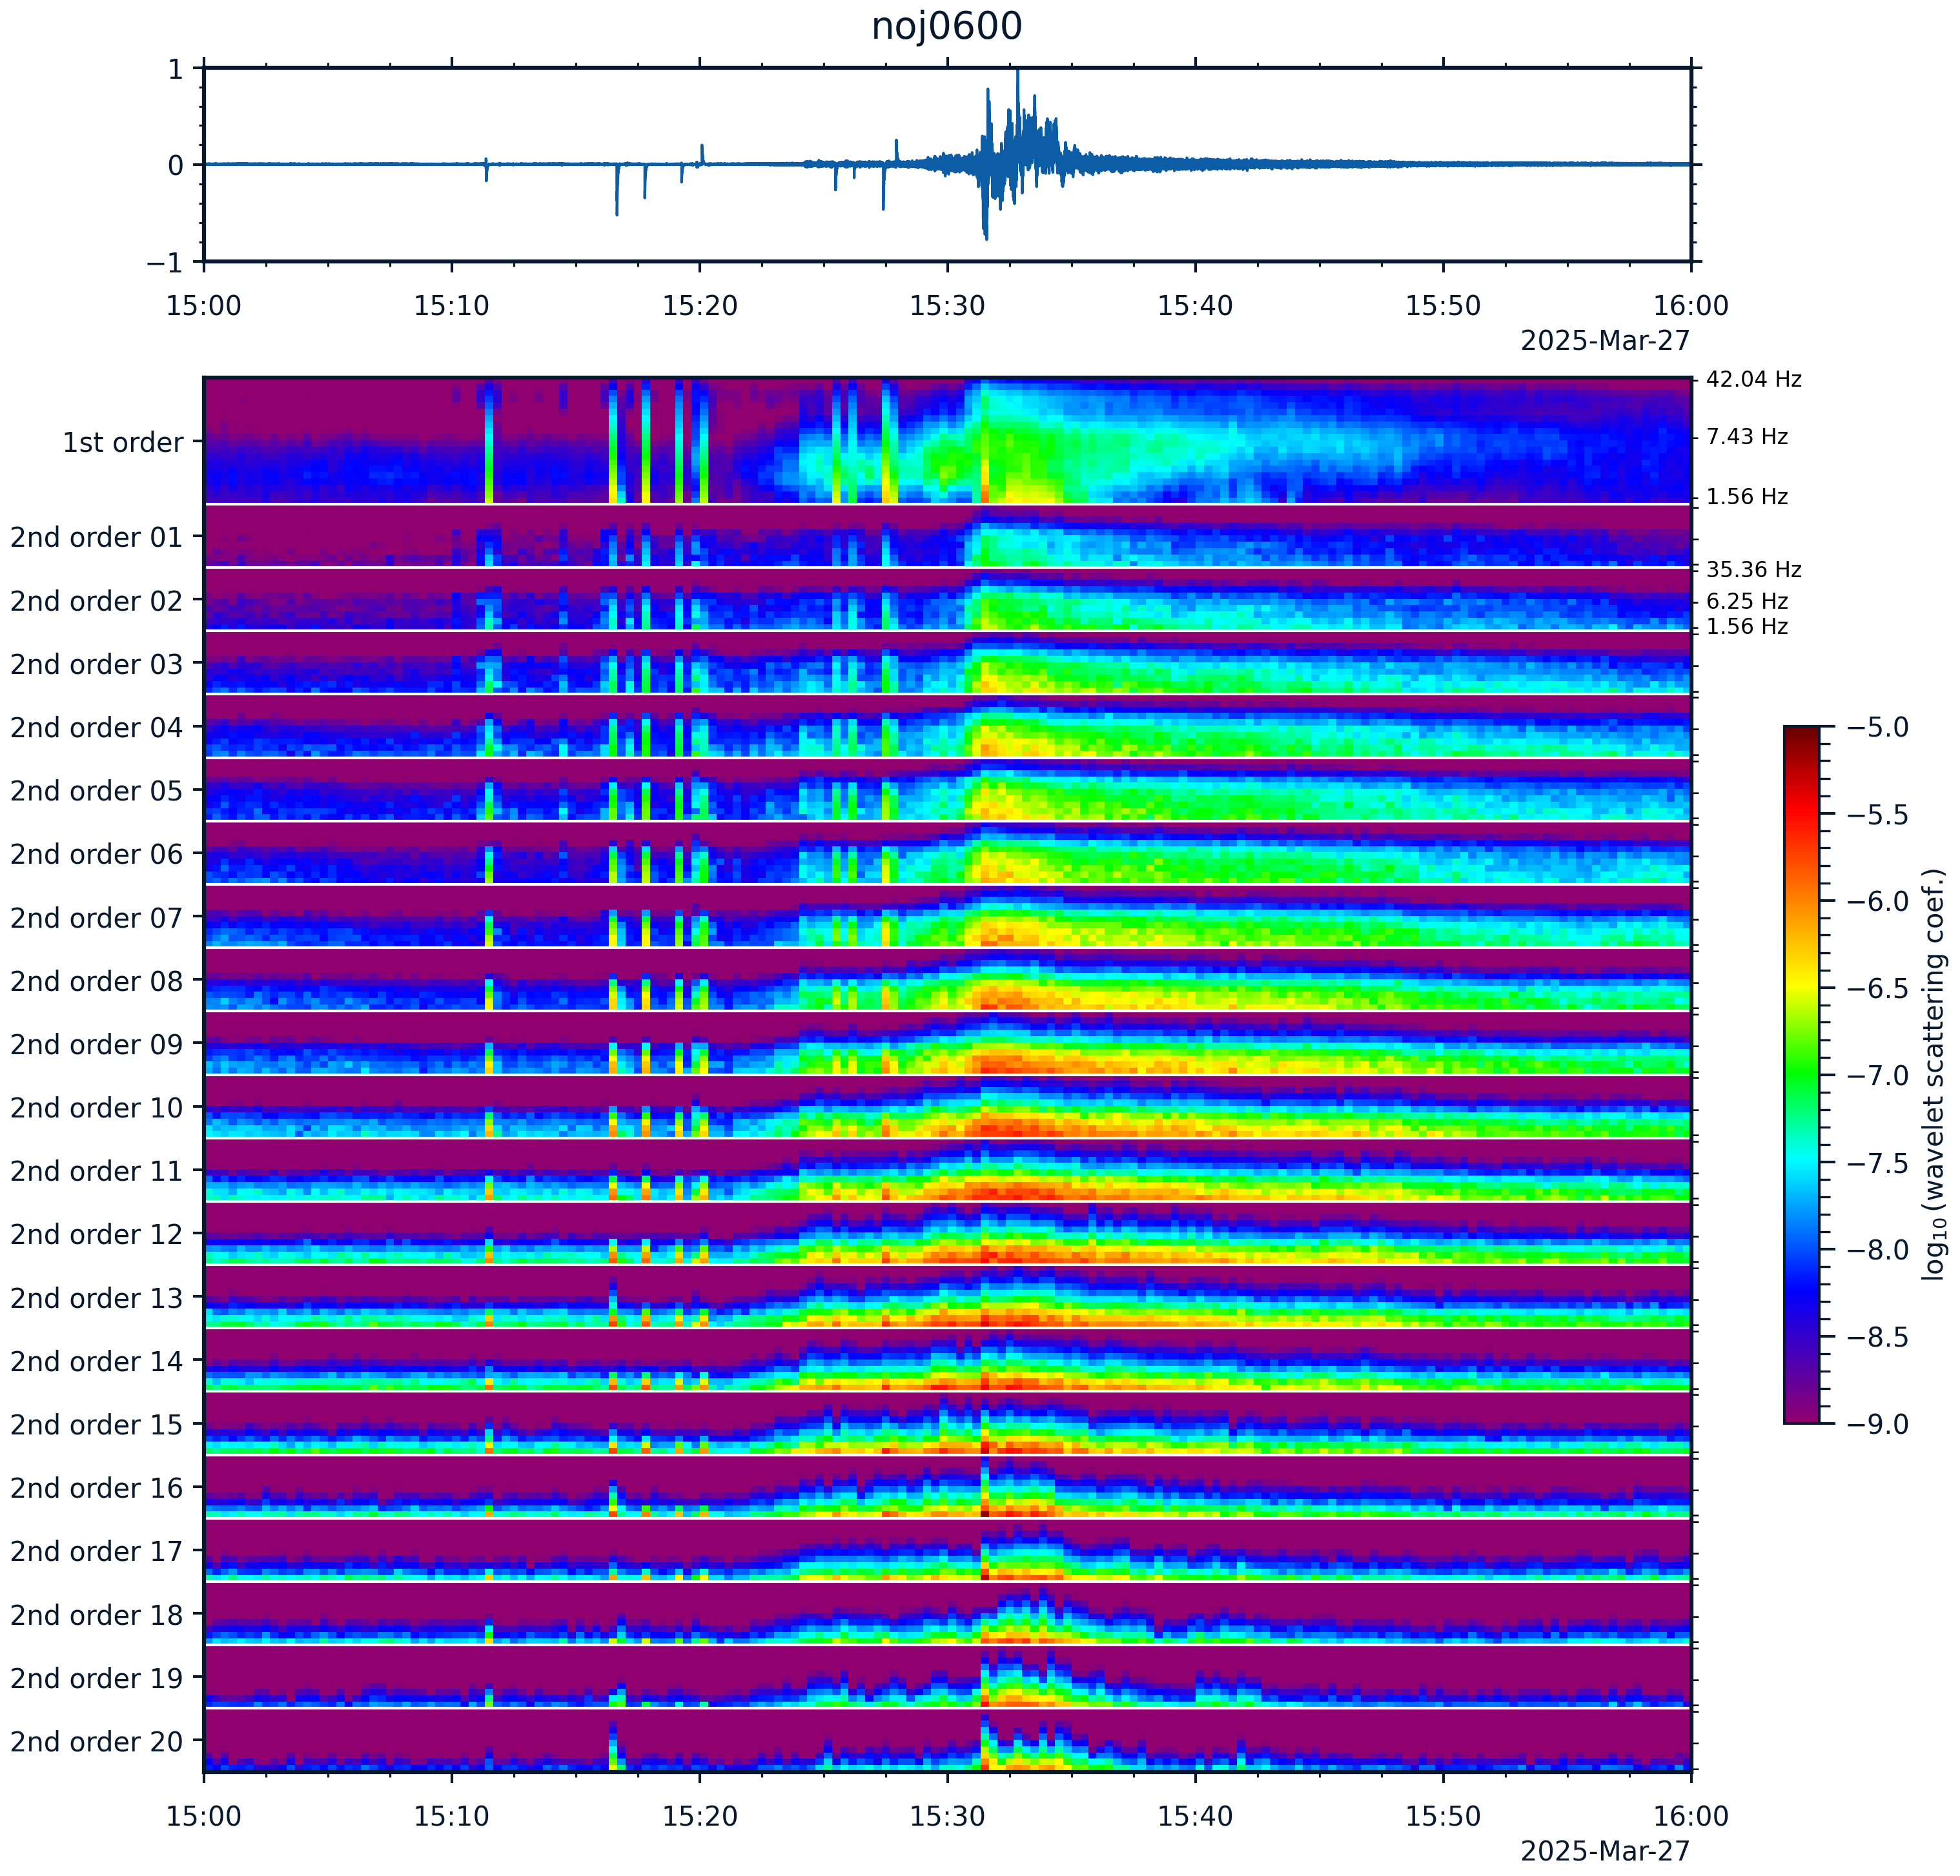 noj0600
1
0
−1
15:00 15:10 15:20 15:30 15:40 15:50 16:00
2025-Mar-27
1st order
42.04 Hz
7.43 Hz
1.56 Hz
2nd order 01
2nd order 02
35.36 Hz
6.25 Hz
1.56 Hz
2nd order 03
2nd order 04
2nd order 05
2nd order 06
2nd order 07
2nd order 08
2nd order 09
2nd order 10
2nd order 11
2nd order 12
2nd order 13
2nd order 14
2nd order 15
2nd order 16
2nd order 17
2nd order 18
2nd order 19
2nd order 20
15:00 15:10 15:20 15:30 15:40 15:50 16:00
2025-Mar-27
−5.0
−5.5
−6.0
−6.5
−7.0
−7.5
−8.0
−8.5
−9.0
log₁₀(wavelet scattering coef.)